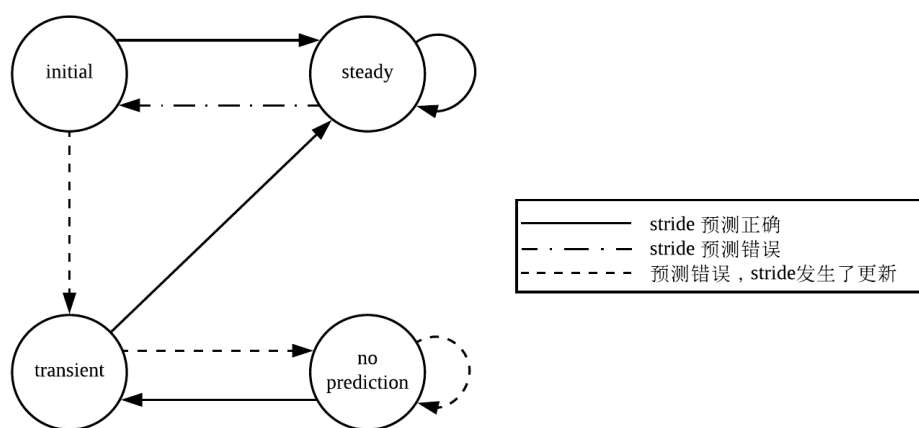 initial
steady
stride 预测正确
stride 预测错误
预测错误，stride发生了更新
transient
no
prediction